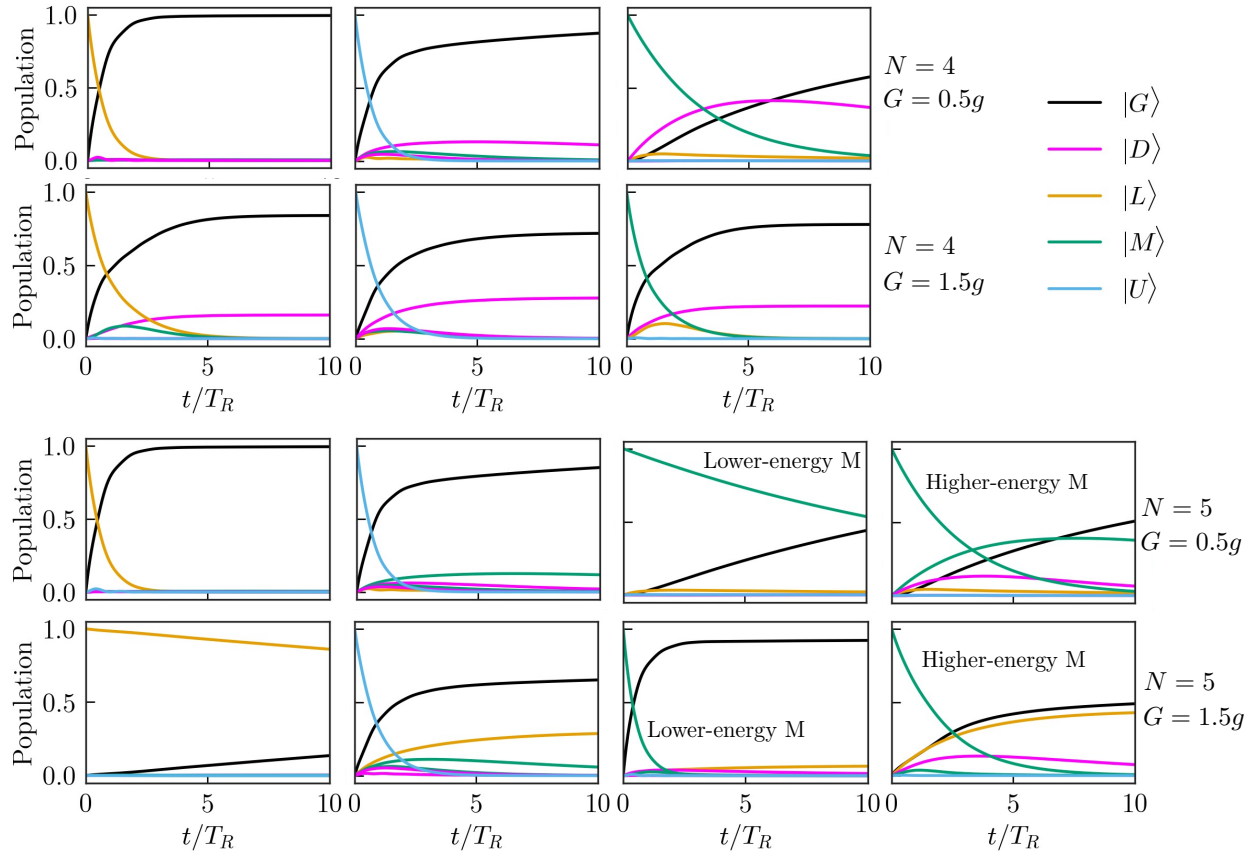 Population
1.0
0.5
0.0
N = 4
G = 0.5g
|G⟩
|D⟩
|L⟩
|M⟩
|U⟩
Population
1.0
0.5
0.0
N = 4
G = 1.5g
0 5 10
0 5 10
0 5 10
t/T_R
t/T_R
t/T_R
Population
1.0
0.5
0.0
Lower-energy M
Higher-energy M
N = 5
G = 0.5g
Population
1.0
0.5
0.0
Lower-energy M
Higher-energy M
N = 5
G = 1.5g
0 5 10
0 5 10
0 5 10
0 5 10
t/T_R
t/T_R
t/T_R
t/T_R